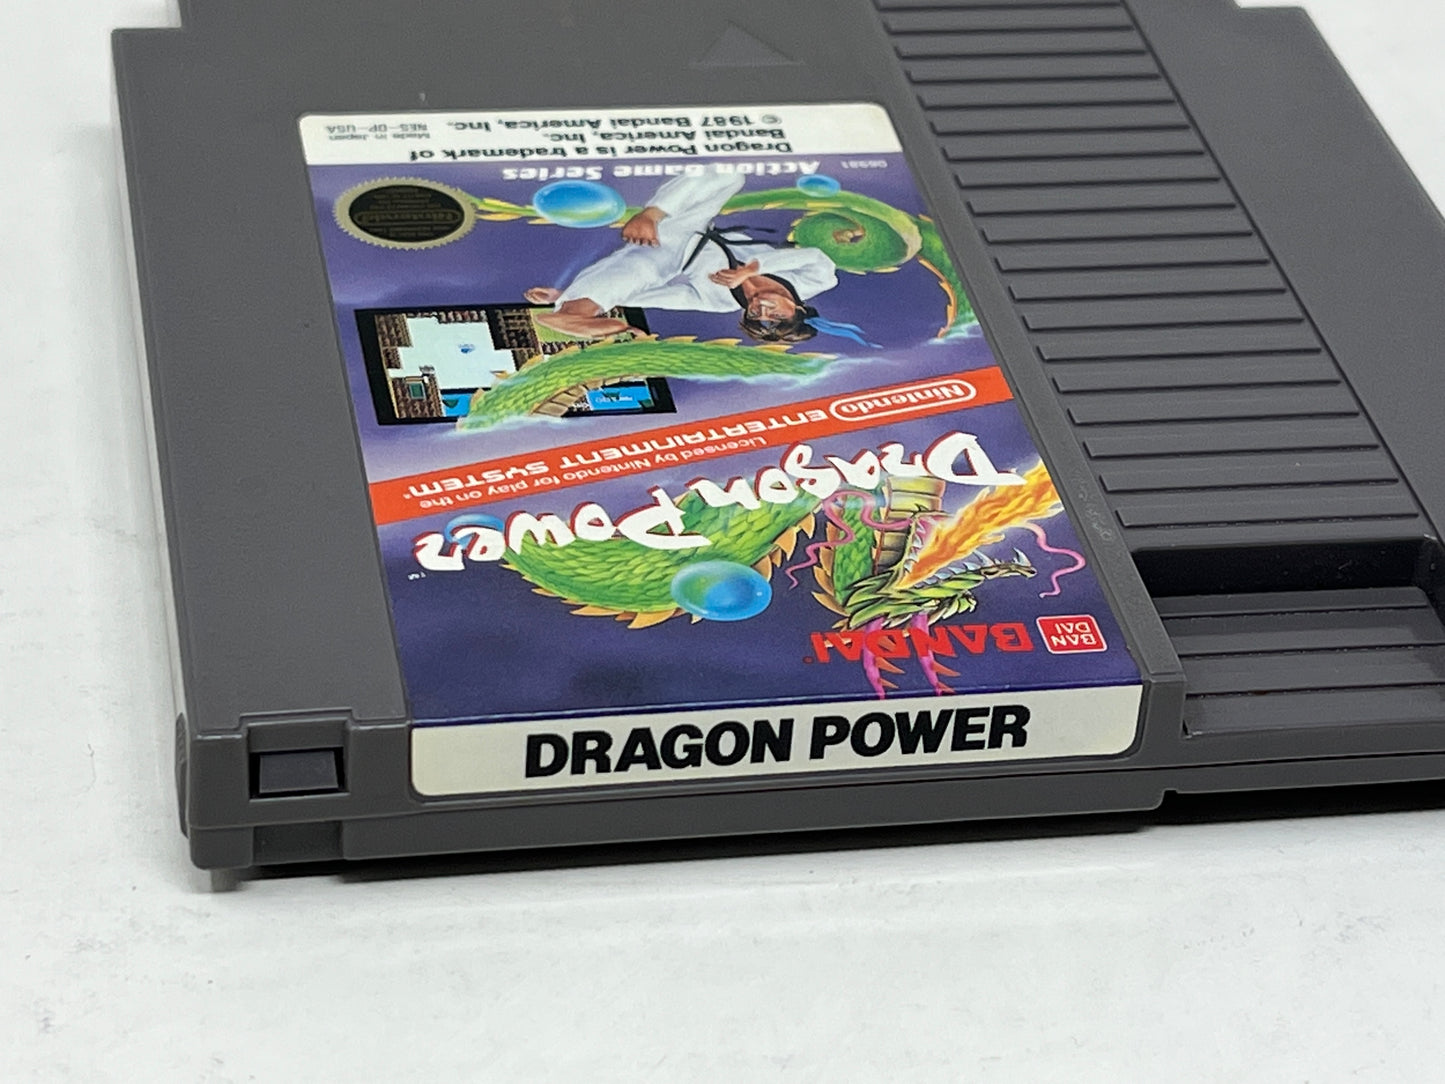 DRAGON POWER
BAN
DAI
BANDAI
Dragon Power
Licensed by Nintendo for play on the
Nintendo ENTERTAINMENT SYSTEM
Action Game Series
Dragon Power is a trademark of
Bandai America, Inc.
© 1987 Bandai America, Inc.
Made in Japan
NES-DP-USA
Nintendo